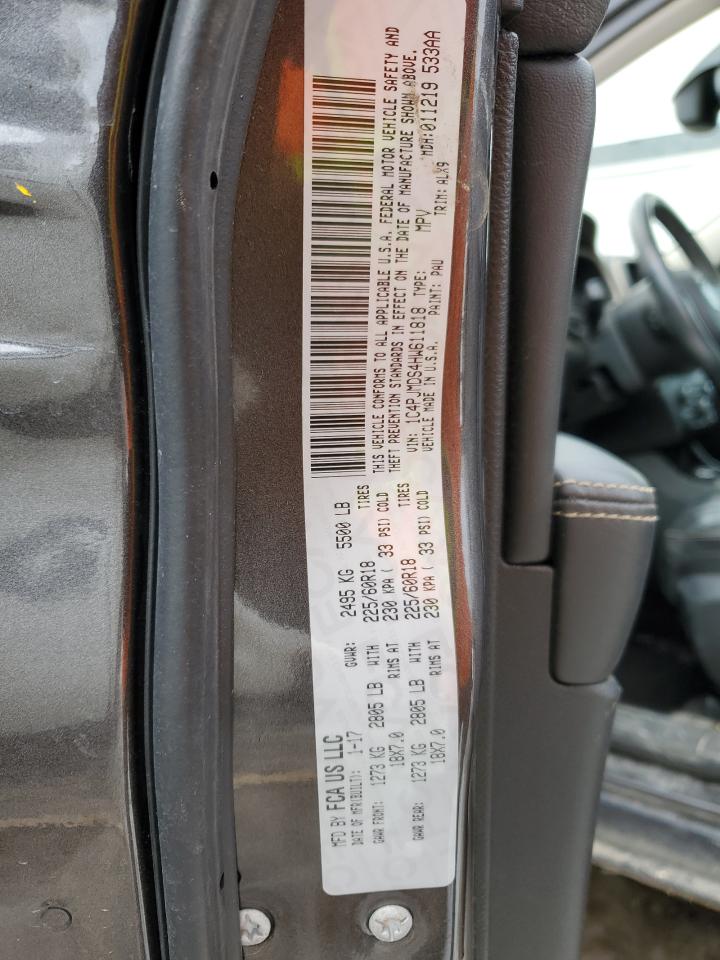 MFD BY FCA US LLC
DATE OF MFR(BUILT): 1-17 GVWR: 2495 KG 5500 LB
GAWR FRONT: 1273 KG 2805 LB WITH 225/60R18 TIRES
18X7.0 RIMS AT 230 KPA ( 33 PSI) COLD
GAWR REAR: 1273 KG 2805 LB WITH 225/60R18 TIRES
18X7.0 RIMS AT 230 KPA ( 33 PSI) COLD
THIS VEHICLE CONFORMS TO ALL APPLICABLE U.S.A. FEDERAL MOTOR VEHICLE SAFETY AND
THEFT PREVENTION STANDARDS IN EFFECT ON THE DATE OF MANUFACTURE SHOWN ABOVE.
VIN: 1C4PJMDS4HW611818 TYPE: MPV MDH:011219 533AA
VEHICLE MADE IN U.S.A. PAINT: PAU TRIM: ALX9